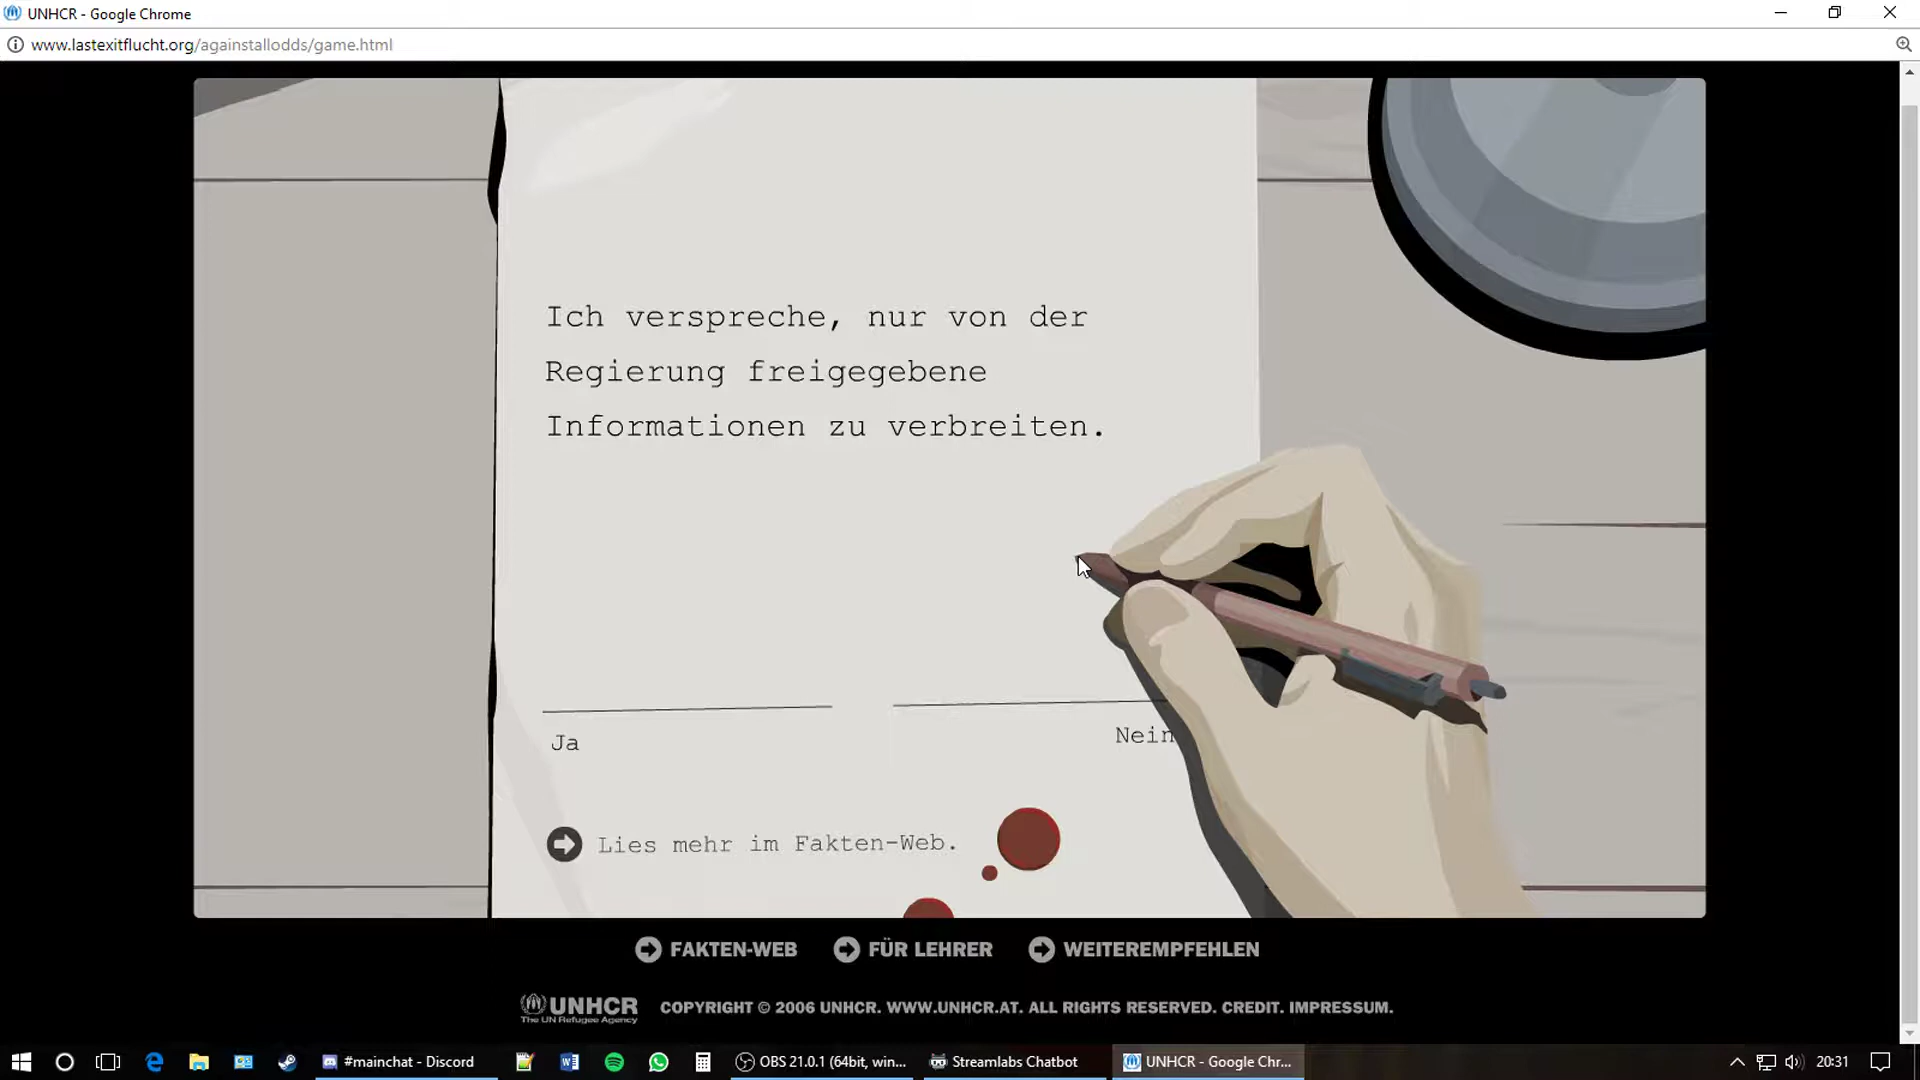 UNHCR - Google Chrome
www.lastexitflucht.org/againstallodds/game.html
Ich verspreche, nur von der
Regierung freigegebene
Informationen zu verbreiten.
Ja
Nein
Lies mehr im Fakten-Web.
FAKTEN-WEB
FÜR LEHRER
WEITEREMPFEHLEN
UNHCR
The UN Refugee Agency
COPYRIGHT © 2006 UNHCR. WWW.UNHCR.AT. ALL RIGHTS RESERVED. CREDIT. IMPRESSUM.
#mainchat - Discord
OBS 21.0.1 (64bit, win...
Streamlabs Chatbot
UNHCR - Google Chr...
20:31